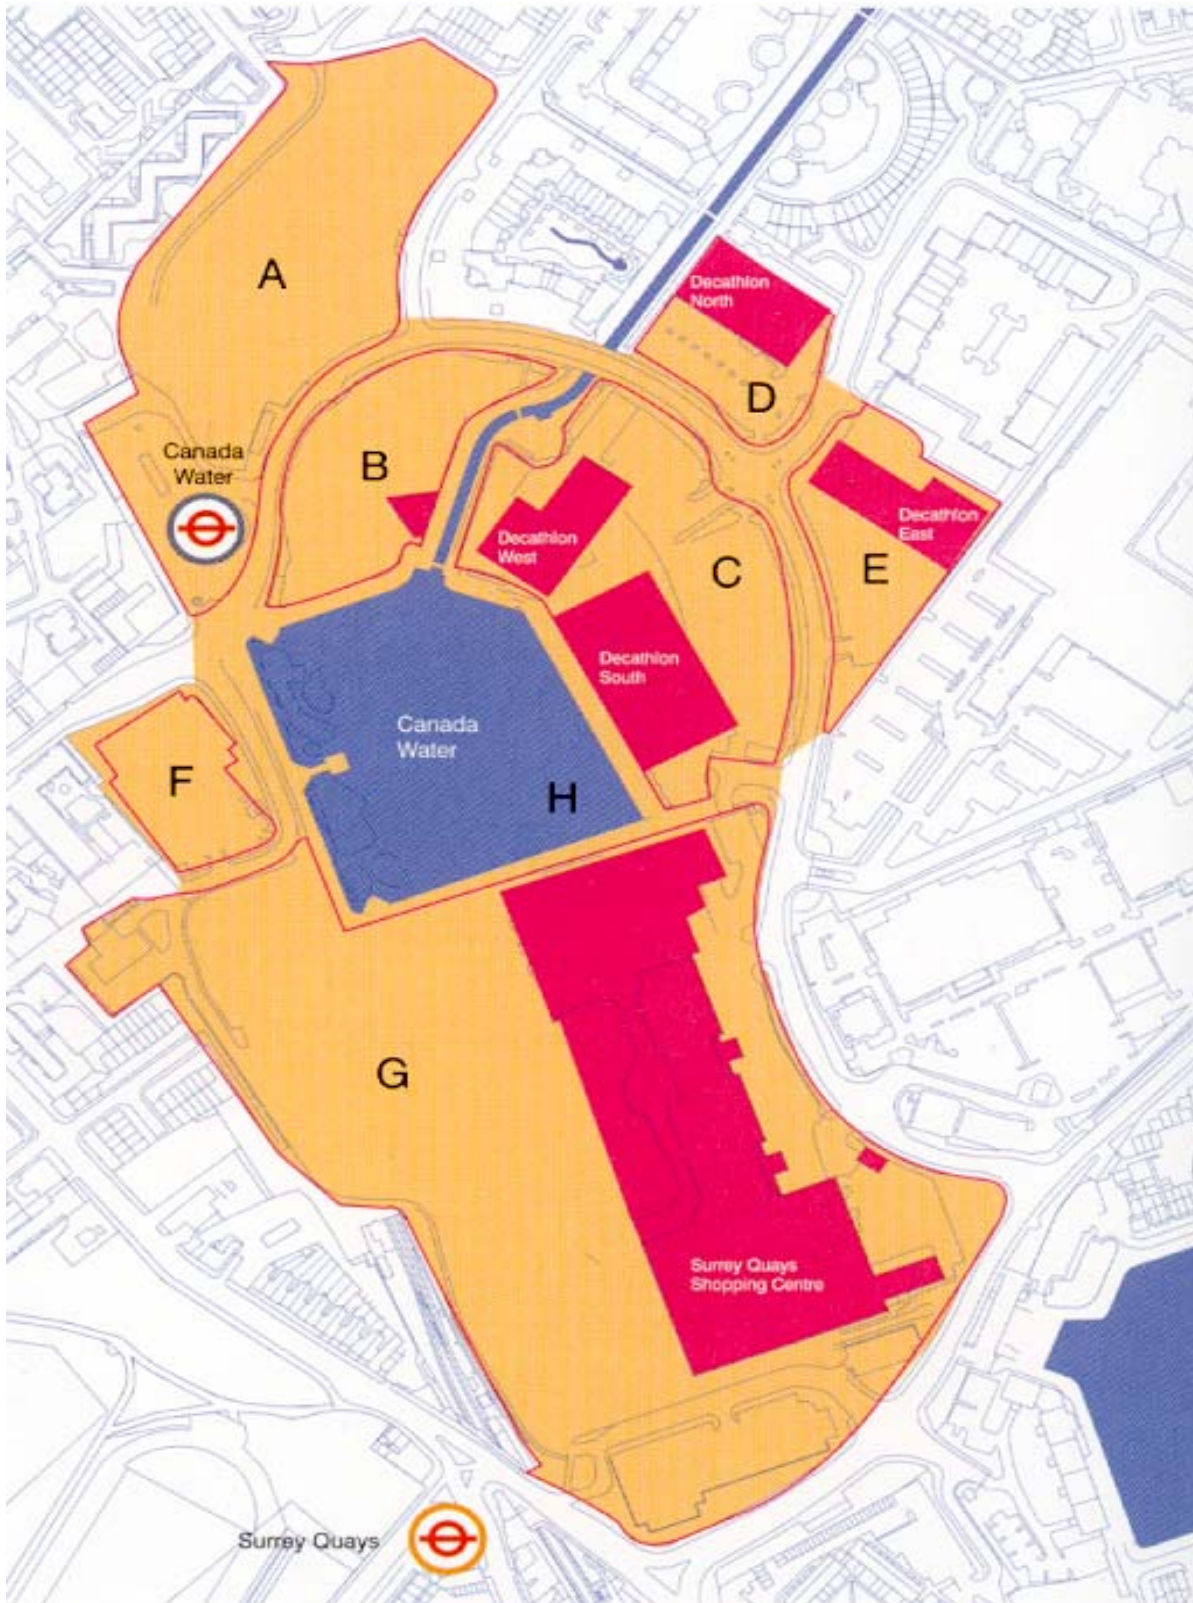 A
Decathlon
North
D
Canada
Water
B
Decathlon
West
Decathlon
East
C
E
Decathlon
South
Canada
Water
F
H
G
Surrey Quays
Shopping Centre
Surrey Quays